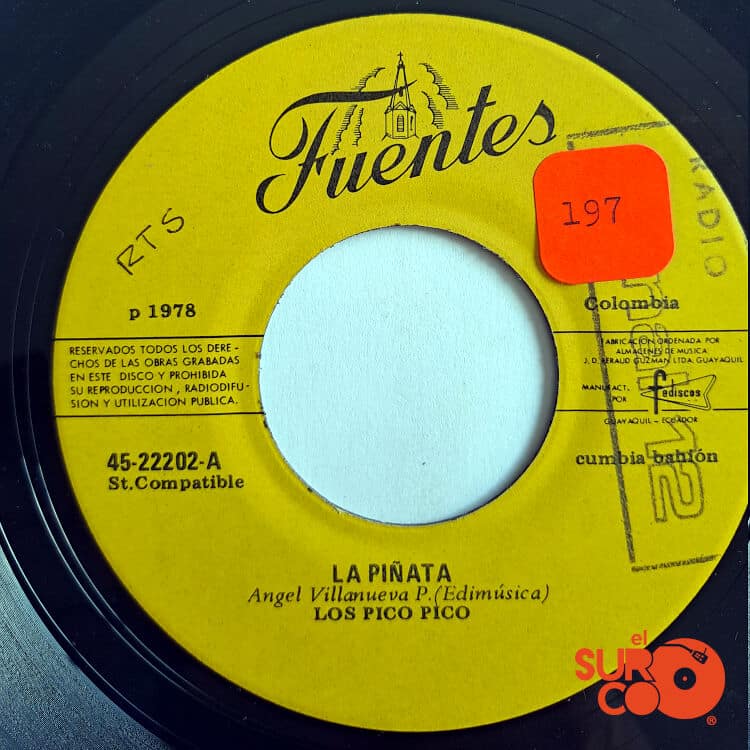 Fuentes
RTS
197
RADIO
p 1978
Colombia
RESERVADOS TODOS LOS DERE-
CHOS DE LAS OBRAS GRABADAS
EN ESTE DISCO Y PROHIBIDA
SU REPRODUCCION, RADIODIFU-
SION Y UTILIZACION PUBLICA.
FABRICACION ORDENADA POR
ALMACENES DE MUSICA
J. D. FERAUD GUZMAN LTDA. GUAYAQUIL
MANUFACT.
POR
fediscos
GUAYAQUIL - ECUADOR
45-22202-A
St.Compatible
cumbia bahión
LA PIÑATA
Angel Villanueva P.(Edimúsica)
LOS PICO PICO
el
SURCO
®